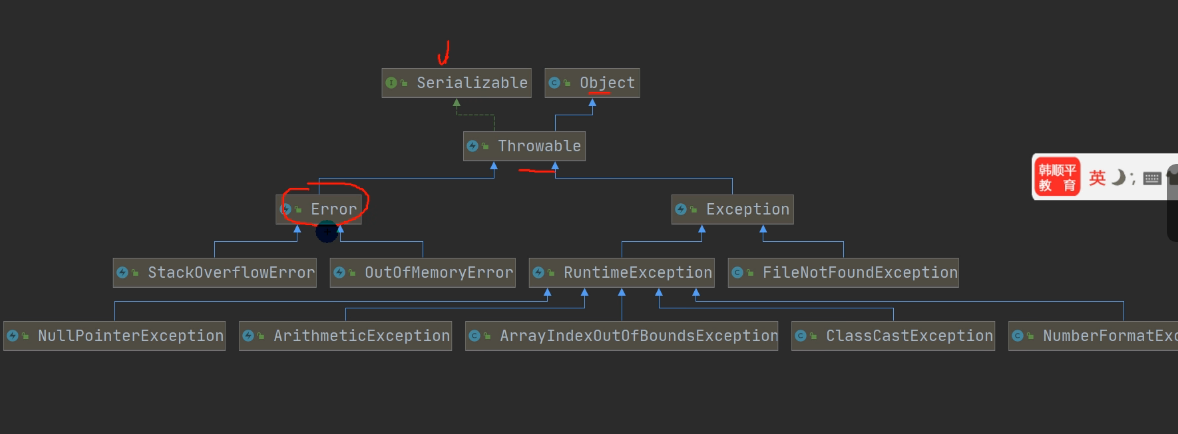 Serializable
Object
Throwable
韩顺平
教育
英
Error
Exception
StackOverflowError
OutOfMemoryError
RuntimeException
FileNotFoundException
NullPointerException
ArithmeticException
ArrayIndexOutOfBoundsException
ClassCastException
NumberFormatExc